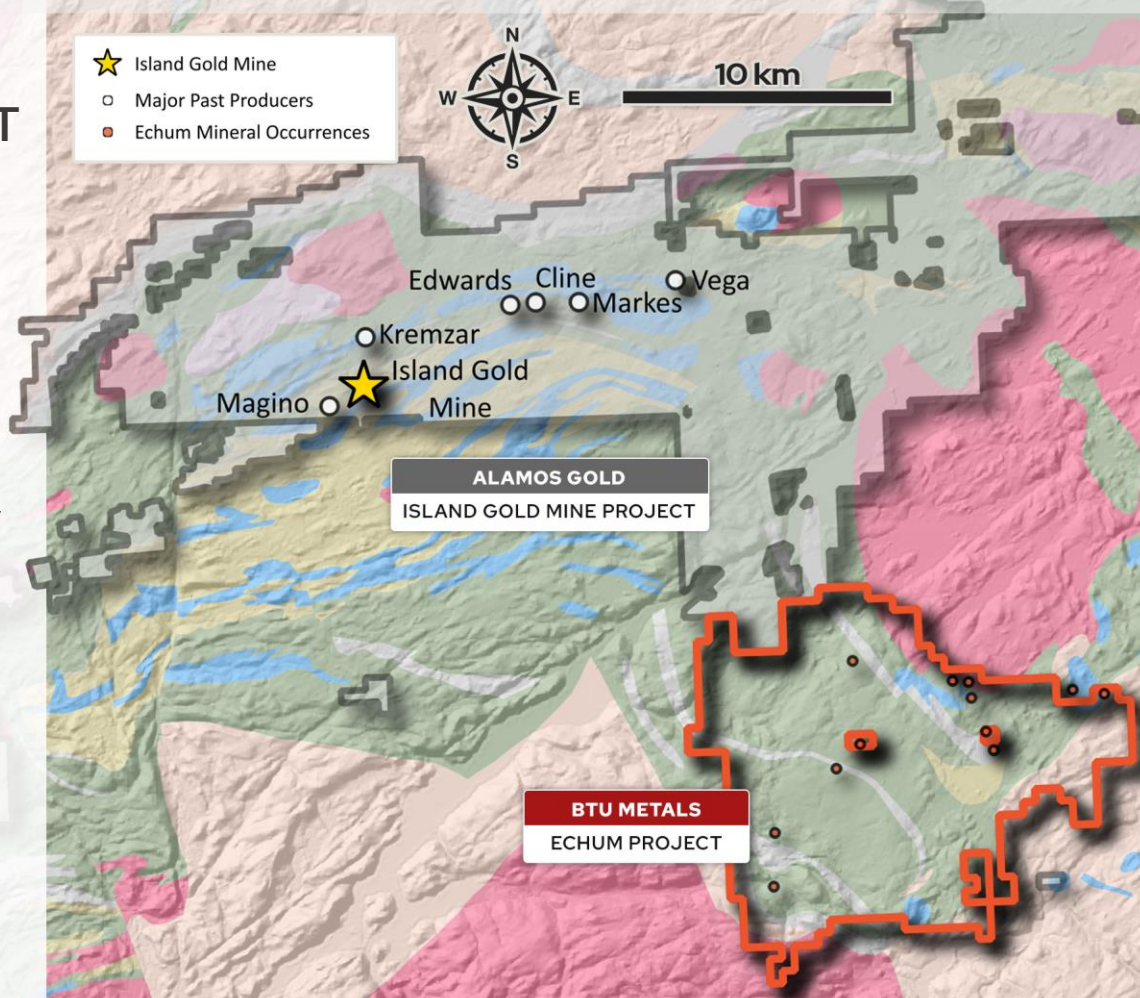 T
Island Gold Mine
Major Past Producers
Echum Mineral Occurrences
N
W
E
S
10 km
Edwards
Cline
Markes
Vega
Kremzar
Island Gold
Mine
Magino
ALAMOS GOLD
ISLAND GOLD MINE PROJECT
BTU METALS
ECHUM PROJECT